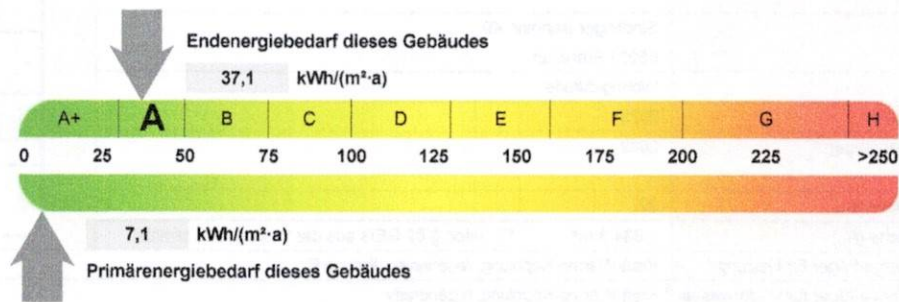 Endenergiebedarf dieses Gebäudes
37,1 kWh/(m²·a)
A+ A B C D E F G H
0 25 50 75 100 125 150 175 200 225 >250
7,1 kWh/(m²·a)
Primärenergiebedarf dieses Gebäudes